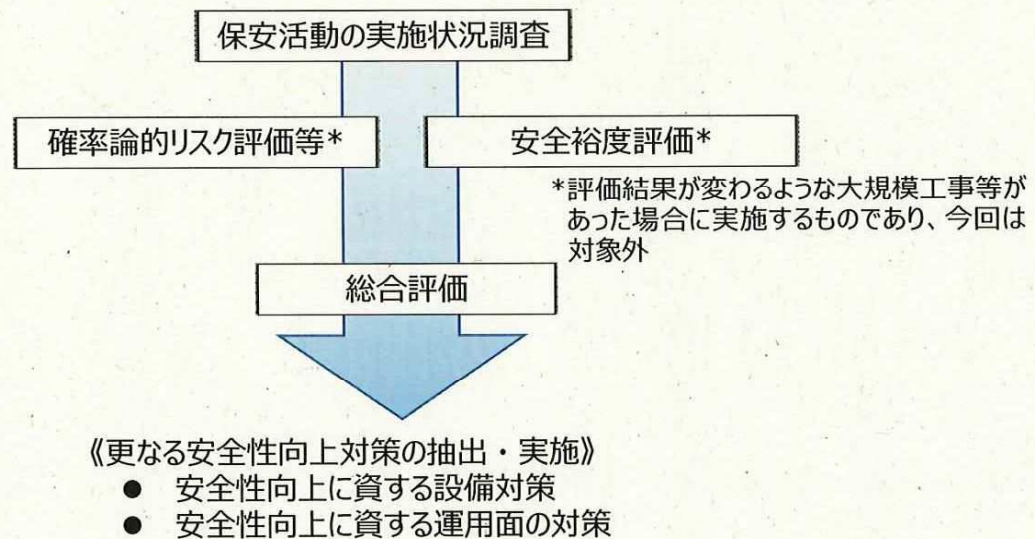 保安活動の実施状況調査
確率論的リスク評価等*
安全裕度評価*
*評価結果が変わるような大規模工事等が
あった場合に実施するものであり、今回は
対象外
総合評価
《更なる安全性向上対策の抽出・実施》
● 安全性向上に資する設備対策
● 安全性向上に資する運用面の対策